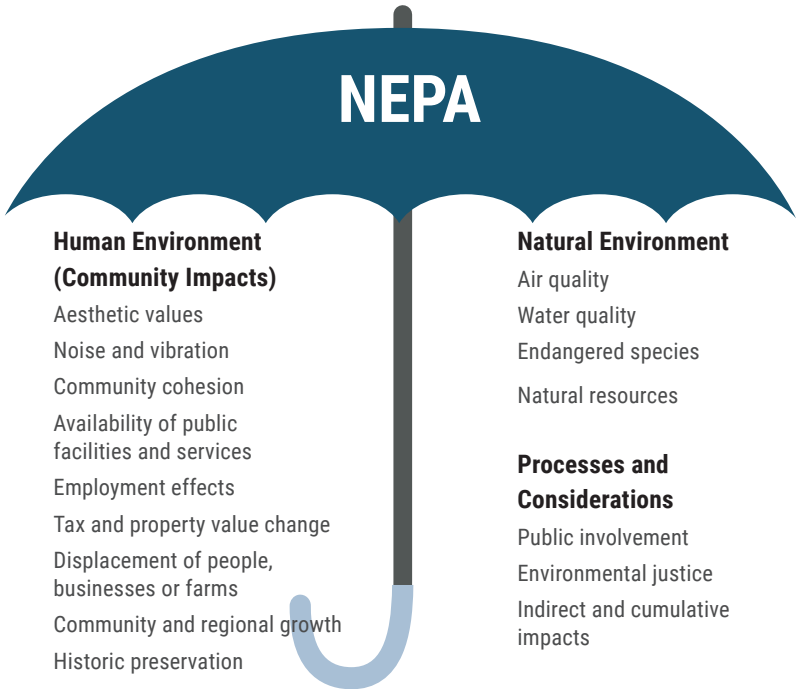 NEPA
Human Environment
(Community Impacts)
Aesthetic values
Noise and vibration
Community cohesion
Availability of public
facilities and services
Employment effects
Tax and property value change
Displacement of people,
businesses or farms
Community and regional growth
Historic preservation
Natural Environment
Air quality
Water quality
Endangered species
Natural resources
Processes and
Considerations
Public involvement
Environmental justice
Indirect and cumulative
impacts